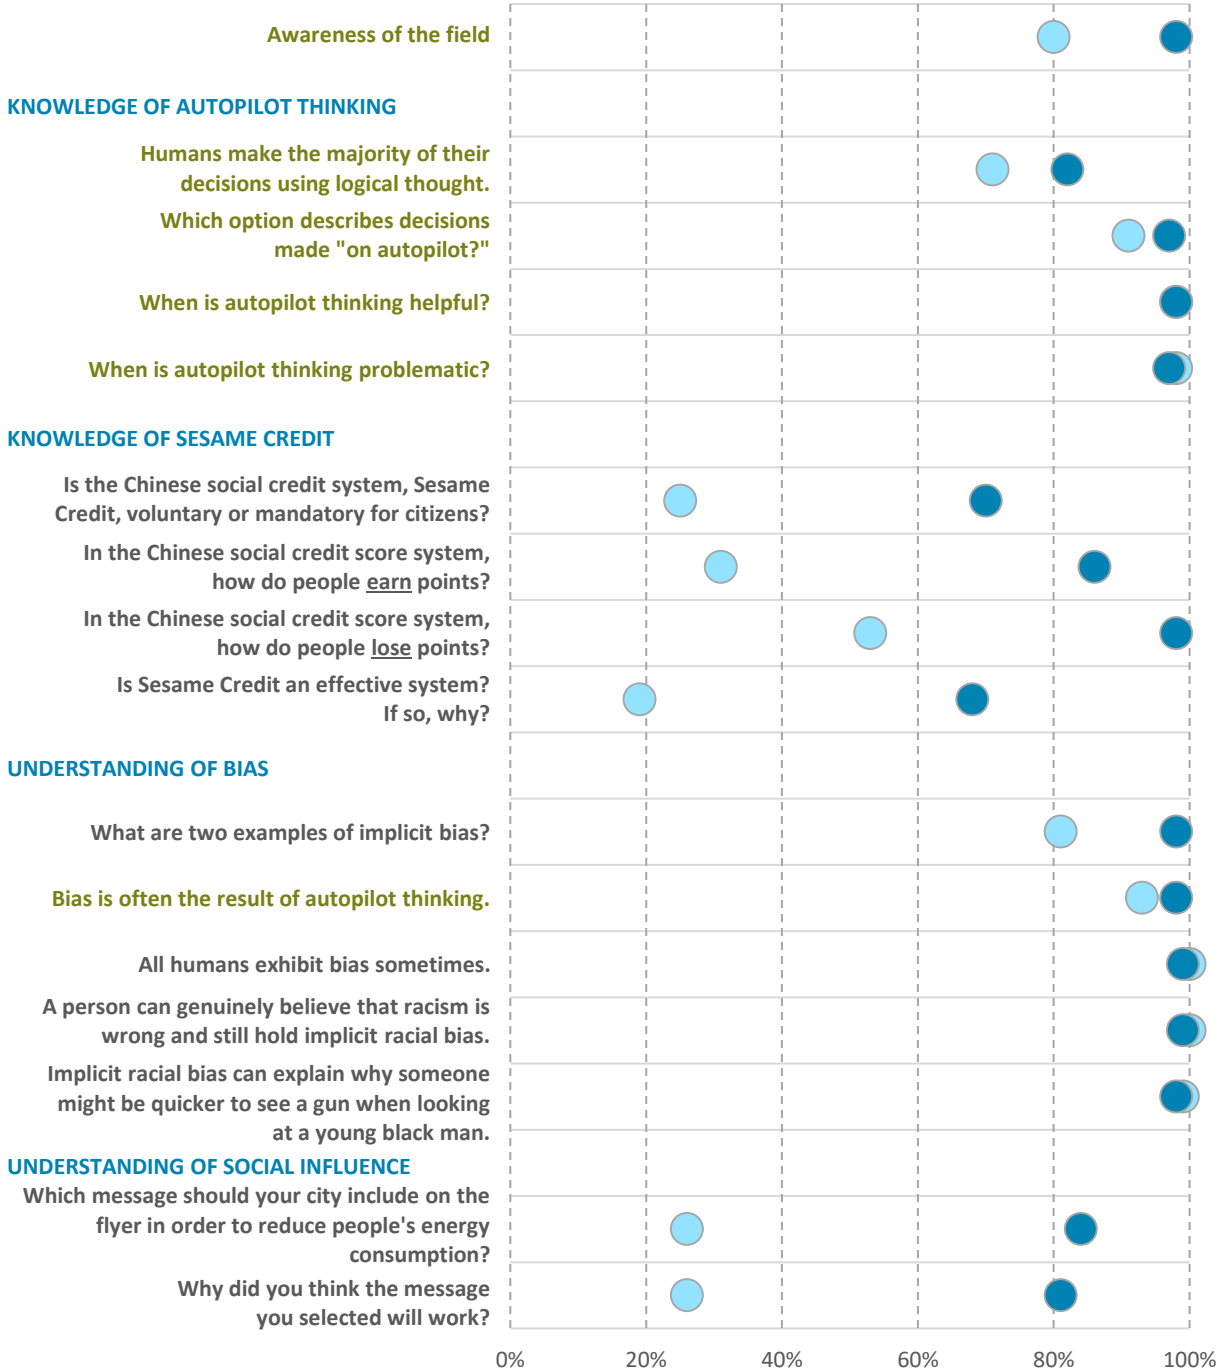 Awareness of the field
KNOWLEDGE OF AUTOPILOT THINKING
Humans make the majority of their
decisions using logical thought.
Which option describes decisions
made "on autopilot?"
When is autopilot thinking helpful?
When is autopilot thinking problematic?
KNOWLEDGE OF SESAME CREDIT
Is the Chinese social credit system, Sesame
Credit, voluntary or mandatory for citizens?
In the Chinese social credit score system,
how do people earn points?
In the Chinese social credit score system,
how do people lose points?
Is Sesame Credit an effective system?
If so, why?
UNDERSTANDING OF BIAS
What are two examples of implicit bias?
Bias is often the result of autopilot thinking.
All humans exhibit bias sometimes.
A person can genuinely believe that racism is
wrong and still hold implicit racial bias.
Implicit racial bias can explain why someone
might be quicker to see a gun when looking
at a young black man.
UNDERSTANDING OF SOCIAL INFLUENCE
Which message should your city include on the
flyer in order to reduce people's energy
consumption?
Why did you think the message
you selected will work?
0% 20% 40% 60% 80% 100%